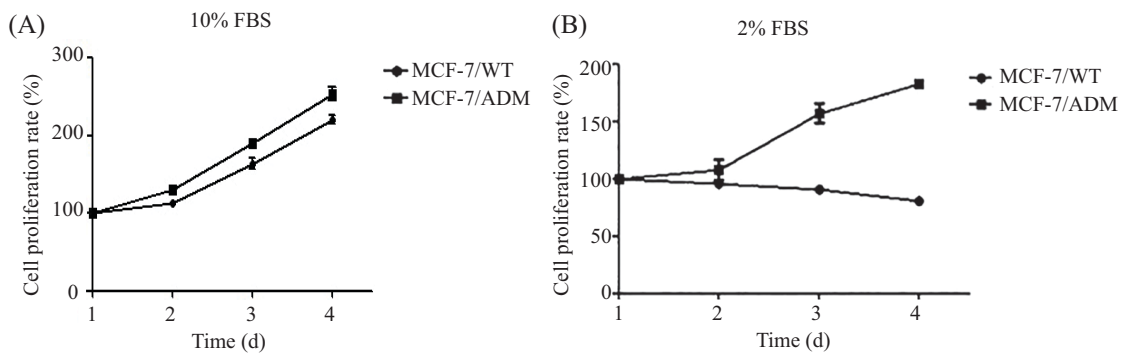 (A)
10% FBS
Cell proliferation rate (%)
300
200
100
0
1 2 3 4
Time (d)
MCF-7/WT
MCF-7/ADM
(B)
2% FBS
Cell proliferation rate (%)
200
150
100
50
0
1 2 3 4
Time (d)
MCF-7/WT
MCF-7/ADM